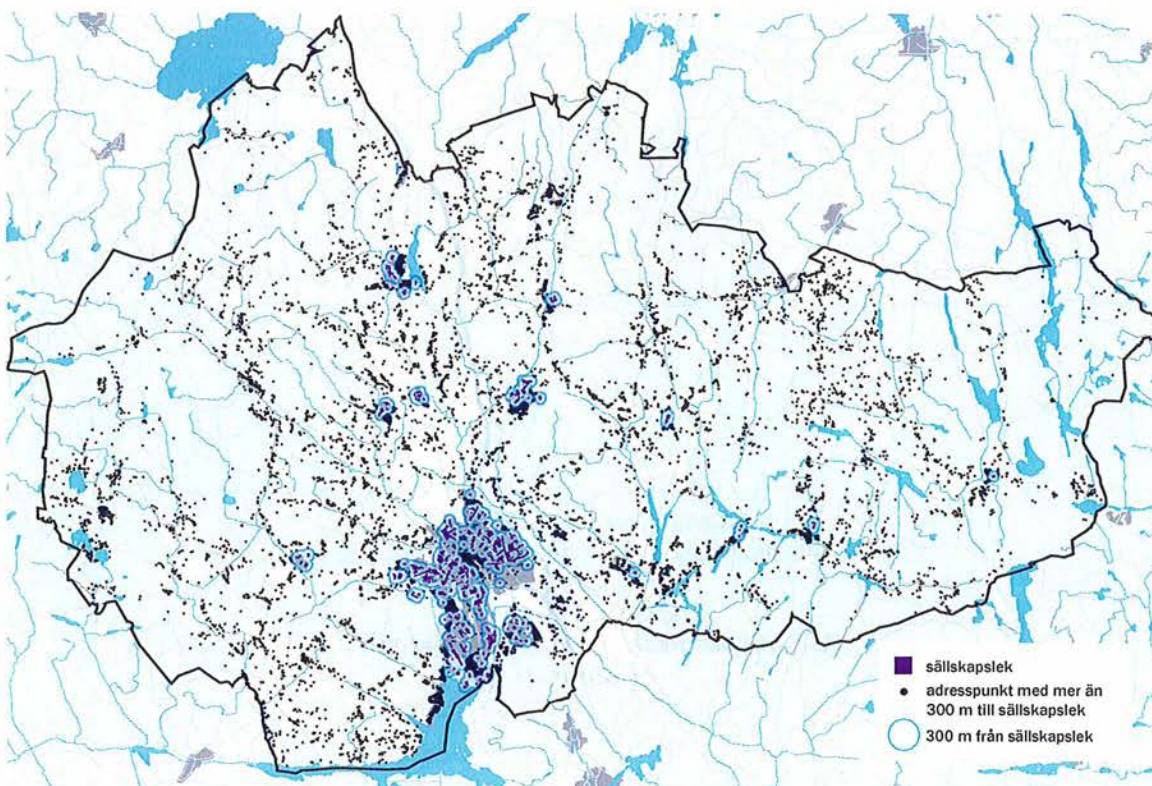 sällskapslek
adresspunkt med mer än
300 m till sällskapslek
300 m från sällskapslek